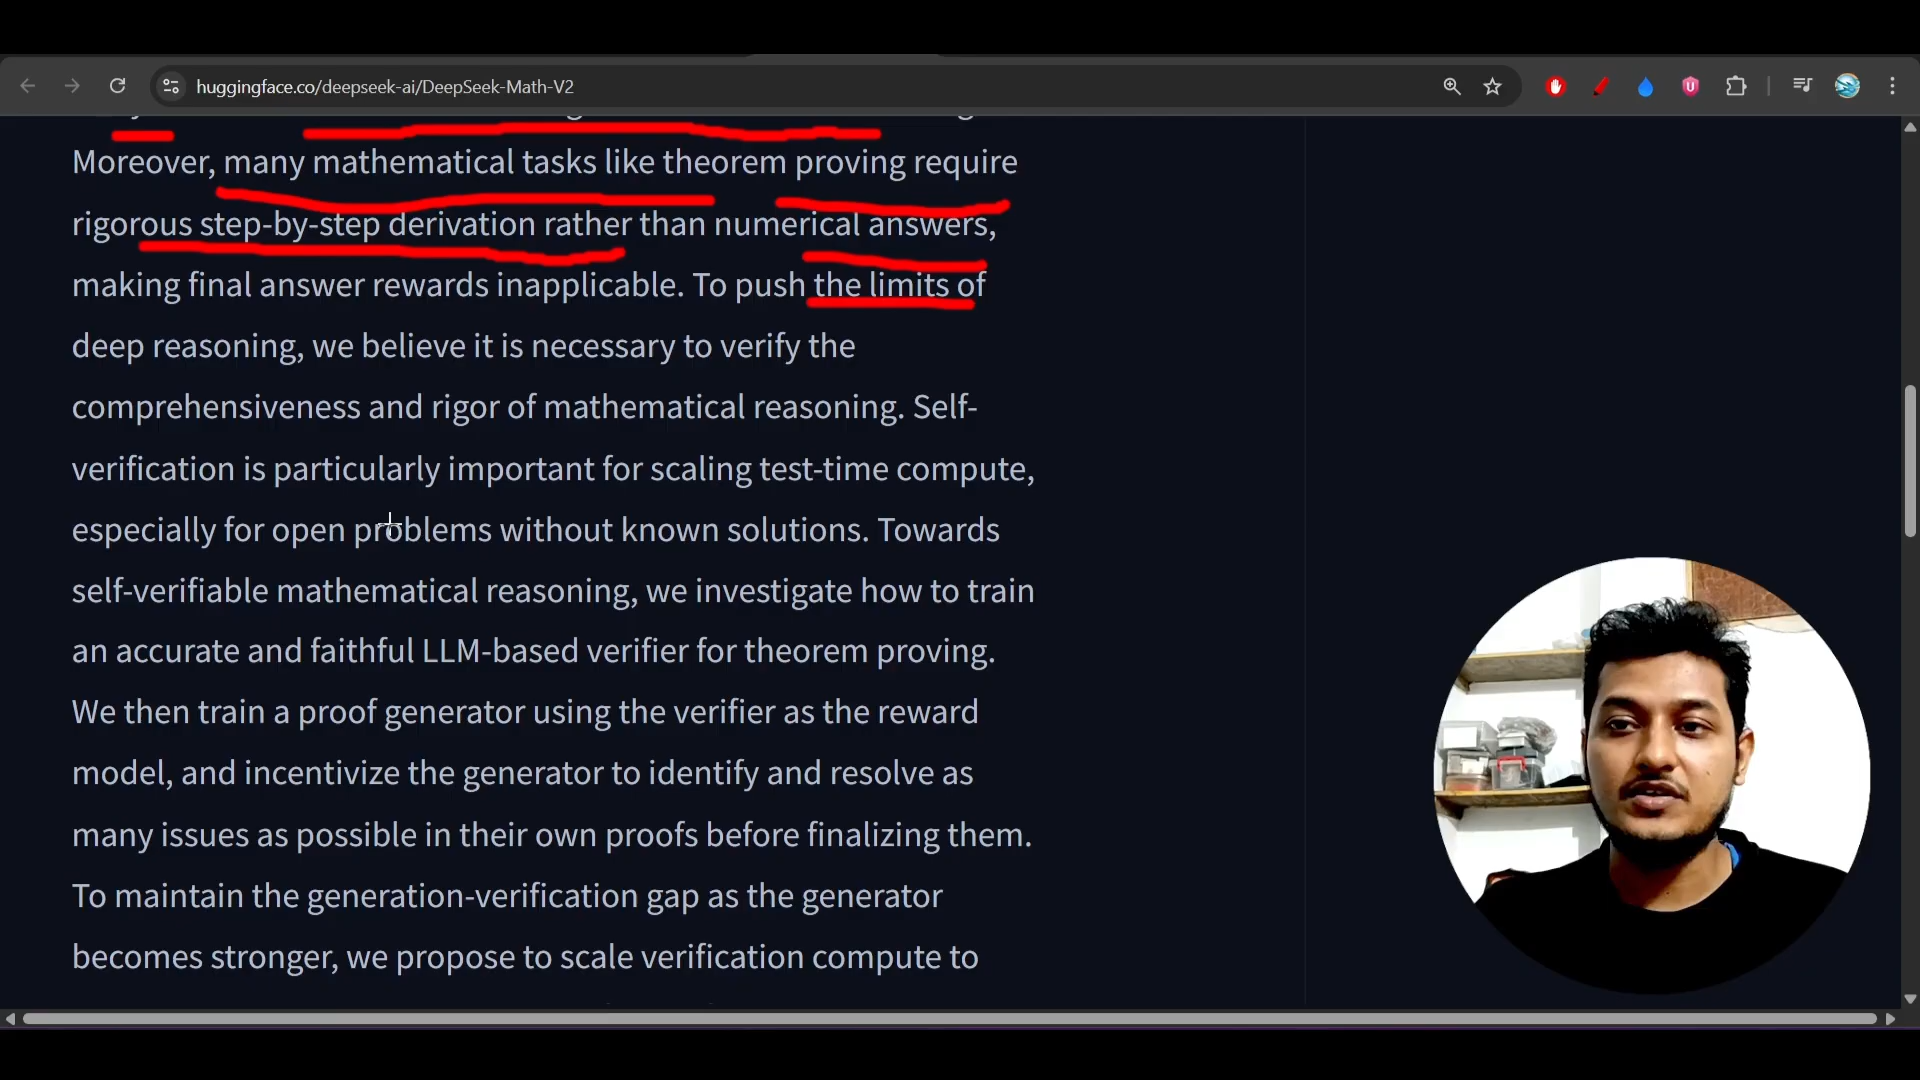 huggingface.co/deepseek-ai/DeepSeek-Math-V2
Moreover, many mathematical tasks like theorem proving require
rigorous step-by-step derivation rather than numerical answers,
making final answer rewards inapplicable. To push the limits of
deep reasoning, we believe it is necessary to verify the
comprehensiveness and rigor of mathematical reasoning. Self-
verification is particularly important for scaling test-time compute,
especially for open problems without known solutions. Towards
self-verifiable mathematical reasoning, we investigate how to train
an accurate and faithful LLM-based verifier for theorem proving.
We then train a proof generator using the verifier as the reward
model, and incentivize the generator to identify and resolve as
many issues as possible in their own proofs before finalizing them.
To maintain the generation-verification gap as the generator
becomes stronger, we propose to scale verification compute to